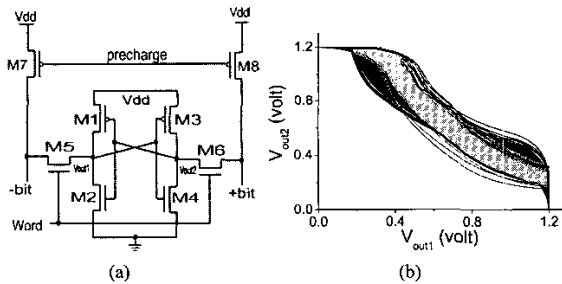 Vdd
Vdd
M7
precharge
M8
Vdd
M1
M3
M5
M6
Vout1
Vout2
-bit
+bit
M2
M4
Word
(a)
1.2
0.8
0.4
0.0
Vout2 (volt)
0.0
0.4
0.8
1.2
Vout1 (volt)
(b)